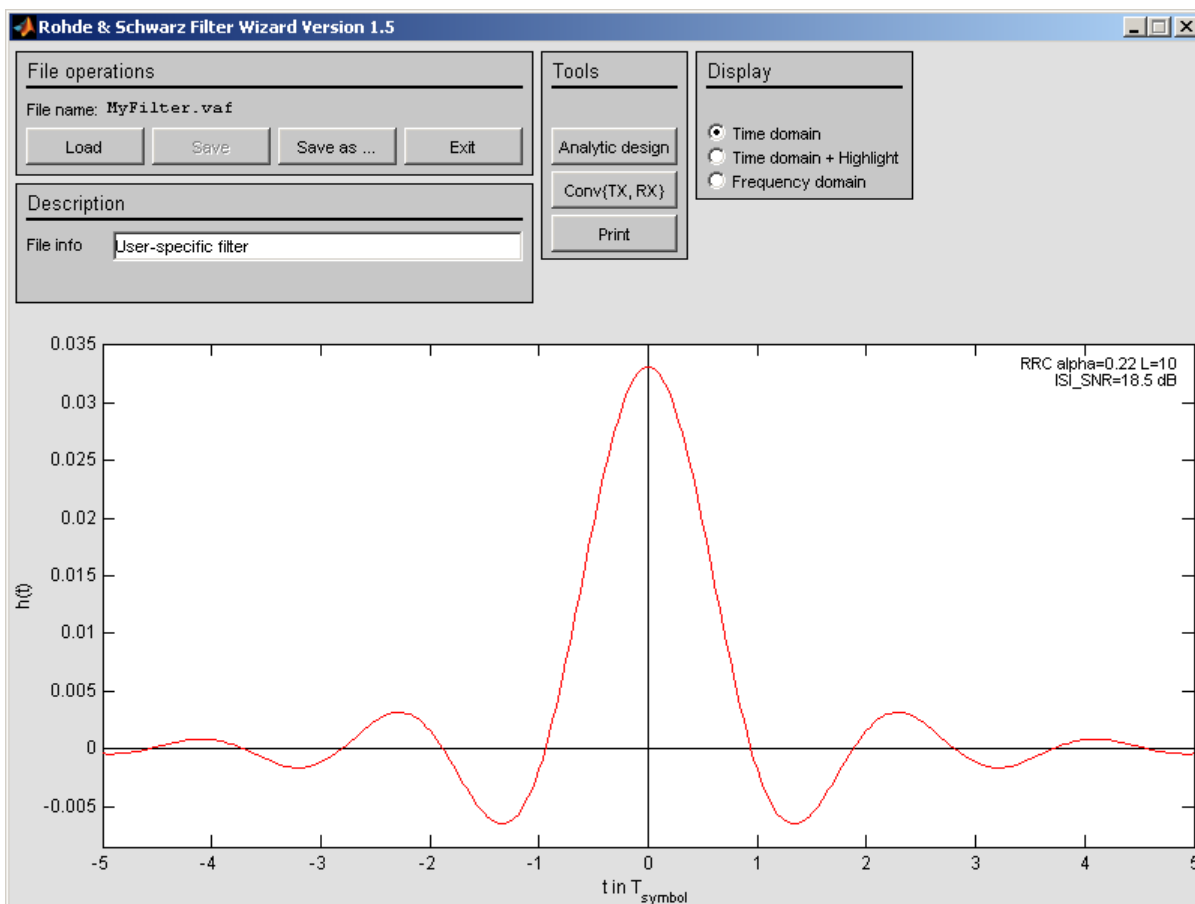 Rohde & Schwarz Filter Wizard Version 1.5
File operations
File name: MyFilter.vaf
Load
Save
Save as ...
Exit
Description
File info
User-specific filter
Tools
Analytic design
Conv{TX, RX}
Print
Display
Time domain
Time domain + Highlight
Frequency domain
RRC alpha=0.22 L=10
ISI_SNR=18.5 dB
0.035
0.03
0.025
0.02
0.015
0.01
0.005
0
-0.005
h(t)
-5 -4 -3 -2 -1 0 1 2 3 4 5
t in T_symbol